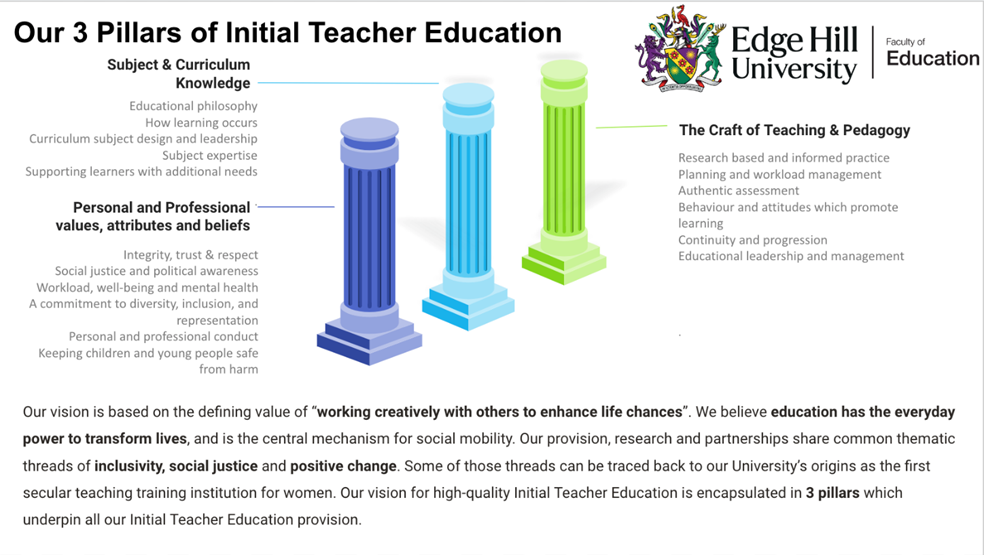 Our 3 Pillars of Initial Teacher Education
Edge Hill
University
Faculty of
Education
Subject & Curriculum
Knowledge
Educational philosophy
How learning occurs
Curriculum subject design and leadership
Subject expertise
Supporting learners with additional needs
Personal and Professional
values, attributes and beliefs
Integrity, trust & respect
Social justice and political awareness
Workload, well-being and mental health
A commitment to diversity, inclusion, and
representation
Personal and professional conduct
Keeping children and young people safe
from harm
The Craft of Teaching & Pedagogy
Research based and informed practice
Planning and workload management
Authentic assessment
Behaviour and attitudes which promote
learning
Continuity and progression
Educational leadership and management
.
Our vision is based on the defining value of “working creatively with others to enhance life chances”. We believe education has the everyday
power to transform lives, and is the central mechanism for social mobility. Our provision, research and partnerships share common thematic
threads of inclusivity, social justice and positive change. Some of those threads can be traced back to our University’s origins as the first
secular teaching training institution for women. Our vision for high-quality Initial Teacher Education is encapsulated in 3 pillars which
underpin all our Initial Teacher Education provision.